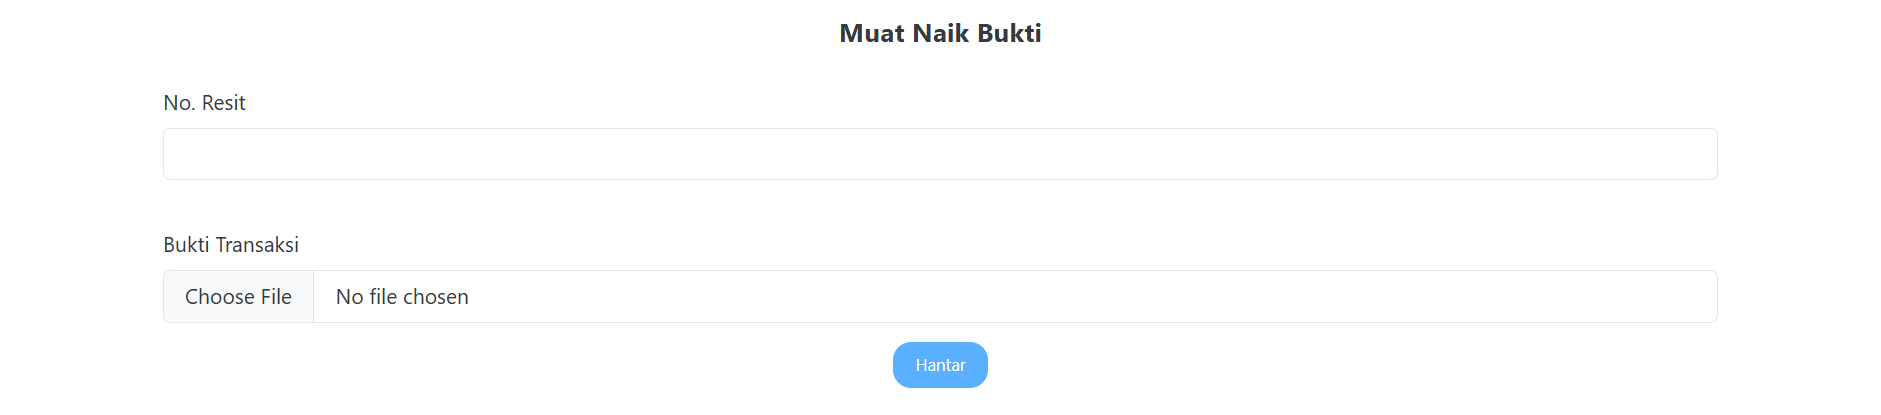 Muat Naik Bukti
No. Resit
Bukti Transaksi
Choose File No file chosen
Hantar